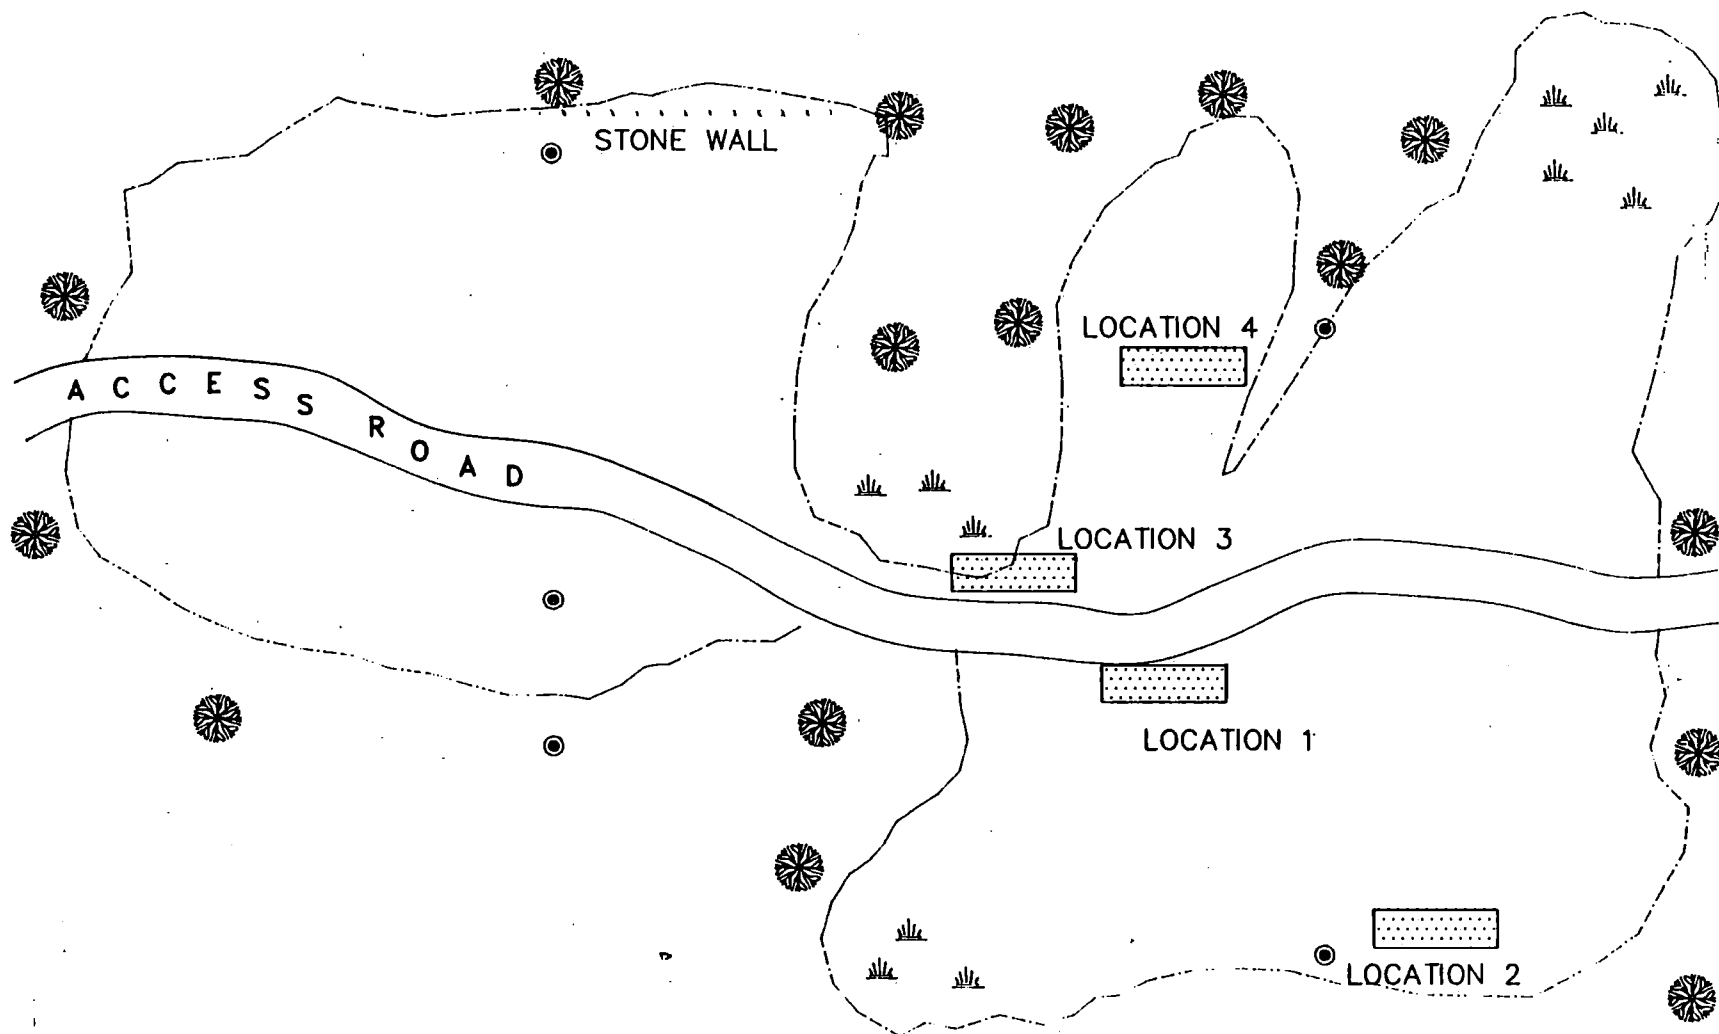 STONE WALL
LOCATION 4
ACCESS ROAD
LOCATION 3
LOCATION 1
LOCATION 2